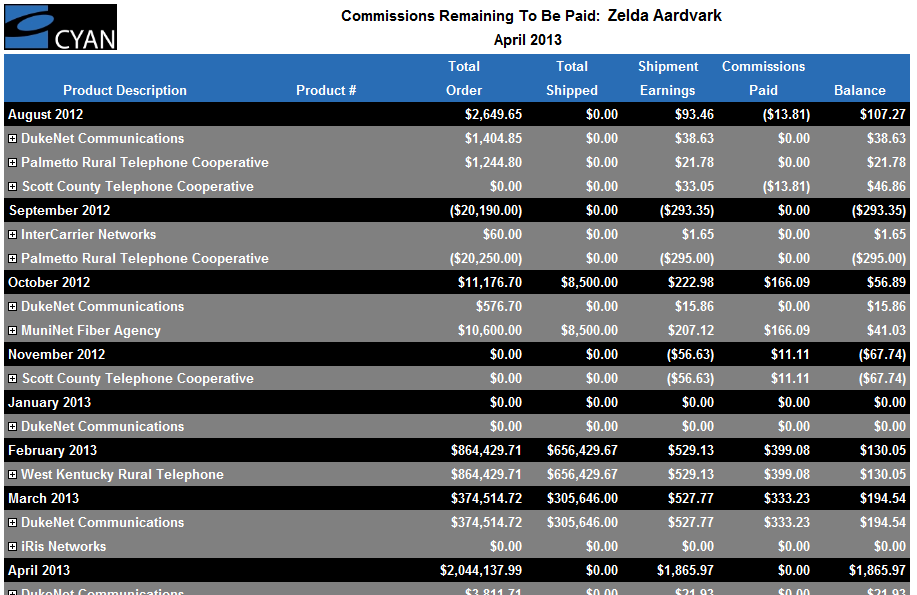 CYAN
Commissions Remaining To Be Paid: Zelda Aardvark
April 2013
Total Total Shipment Commissions
Product Description Product # Order Shipped Earnings Paid Balance
August 2012 $2,649.65 $0.00 $93.46 ($13.81) $107.27
DukeNet Communications $1,404.85 $0.00 $38.63 $0.00 $38.63
Palmetto Rural Telephone Cooperative $1,244.80 $0.00 $21.78 $0.00 $21.78
Scott County Telephone Cooperative $0.00 $0.00 $33.05 ($13.81) $46.86
September 2012 ($20,190.00) $0.00 ($293.35) $0.00 ($293.35)
InterCarrier Networks $60.00 $0.00 $1.65 $0.00 $1.65
Palmetto Rural Telephone Cooperative ($20,250.00) $0.00 ($295.00) $0.00 ($295.00)
October 2012 $11,176.70 $8,500.00 $222.98 $166.09 $56.89
DukeNet Communications $576.70 $0.00 $15.86 $0.00 $15.86
MuniNet Fiber Agency $10,600.00 $8,500.00 $207.12 $166.09 $41.03
November 2012 $0.00 $0.00 ($56.63) $11.11 ($67.74)
Scott County Telephone Cooperative $0.00 $0.00 ($56.63) $11.11 ($67.74)
January 2013 $0.00 $0.00 $0.00 $0.00 $0.00
DukeNet Communications $0.00 $0.00 $0.00 $0.00 $0.00
February 2013 $864,429.71 $656,429.67 $529.13 $399.08 $130.05
West Kentucky Rural Telephone $864,429.71 $656,429.67 $529.13 $399.08 $130.05
March 2013 $374,514.72 $305,646.00 $527.77 $333.23 $194.54
DukeNet Communications $374,514.72 $305,646.00 $527.77 $333.23 $194.54
iRis Networks $0.00 $0.00 $0.00 $0.00 $0.00
April 2013 $2,044,137.99 $0.00 $1,865.97 $0.00 $1,865.97
DukeNet Communications $3,811.71 $0.00 $21.93 $0.00 $21.93